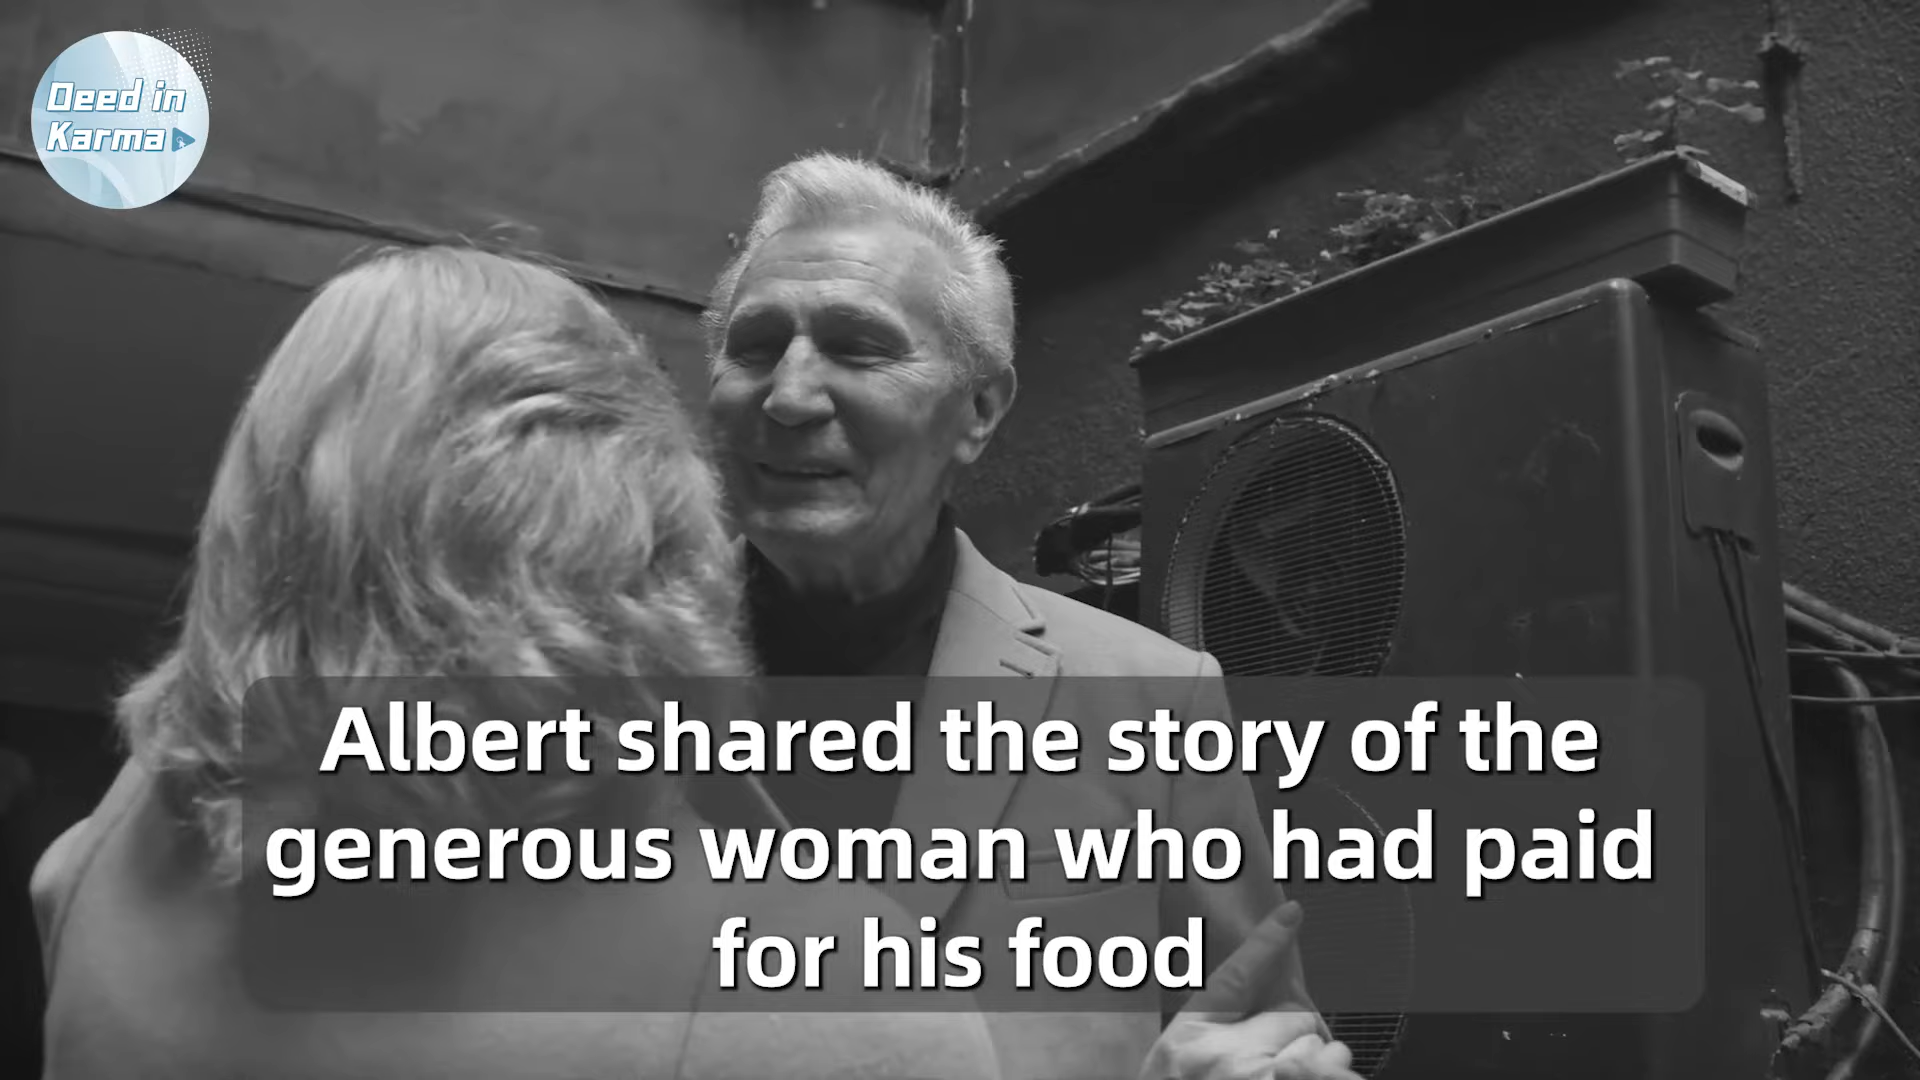 Deed in
Karma
Albert shared the story of the
generous woman who had paid
for his food